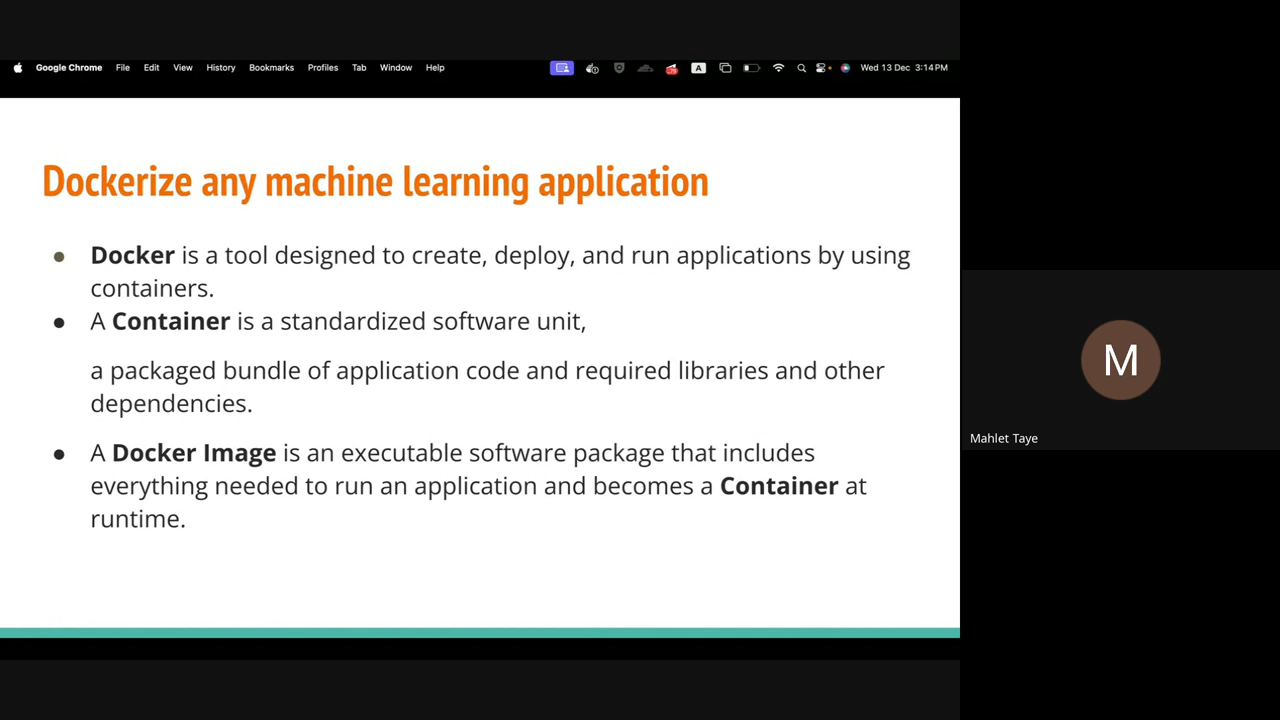 Google Chrome File Edit View History Bookmarks Profiles Tab Window Help A Wed 13 Dec 3:14 PM
Dockerize any machine learning application
● Docker is a tool designed to create, deploy, and run applications by using
containers.
● A Container is a standardized software unit,
a packaged bundle of application code and required libraries and other
dependencies.
● A Docker Image is an executable software package that includes
everything needed to run an application and becomes a Container at
runtime.
M
Mahlet Taye